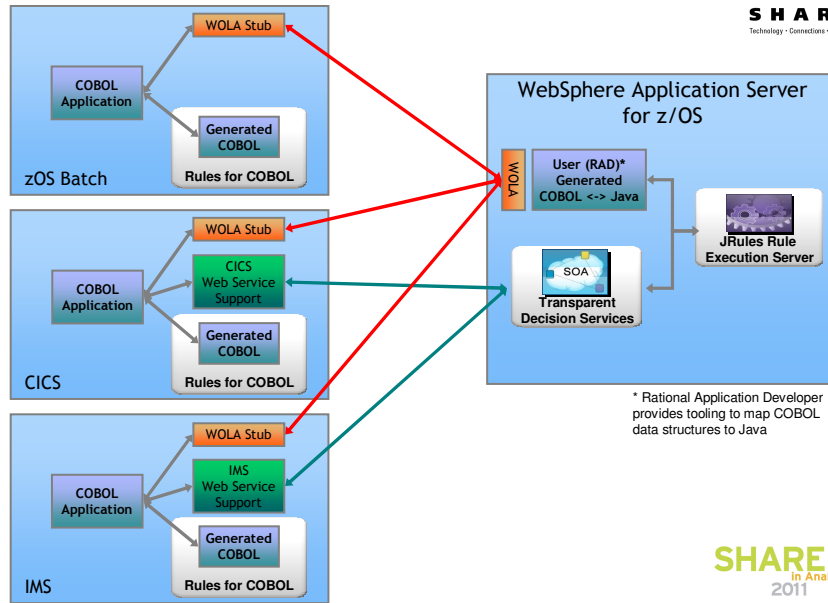 SHAR
Technology · Connections ·
WOLA Stub
COBOL
Application
Generated
COBOL
Rules for COBOL
zOS Batch
WOLA Stub
CICS
Web Service
Support
COBOL
Application
Generated
COBOL
Rules for COBOL
CICS
WOLA Stub
IMS
Web Service
Support
COBOL
Application
Generated
COBOL
Rules for COBOL
IMS
WebSphere Application Server
for z/OS
WOLA
User (RAD)*
Generated
COBOL <-> Java
JRules Rule
Execution Server
SOA
Transparent
Decision Services
* Rational Application Developer
provides tooling to map COBOL
data structures to Java
SHARE
in Ana
2011